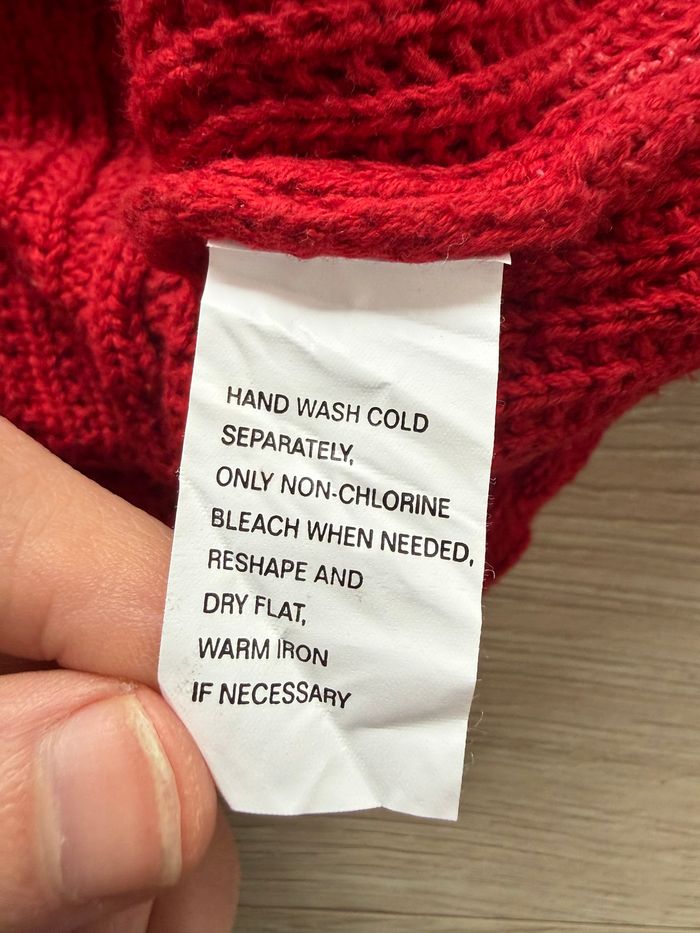 HAND WASH COLD
SEPARATELY,
ONLY NON-CHLORINE
BLEACH WHEN NEEDED,
RESHAPE AND
DRY FLAT,
WARM IRON
IF NECESSARY